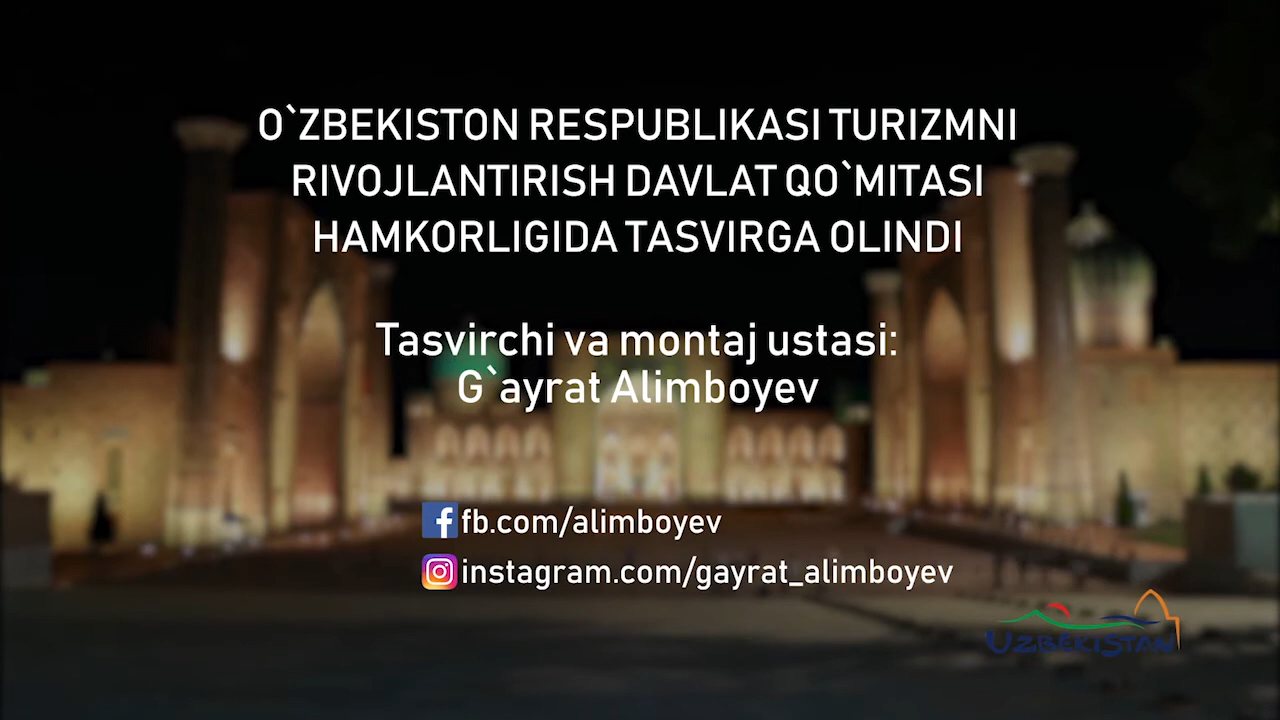 O`ZBEKISTON RESPUBLIKASI TURIZMNI
RIVOJLANTIRISH DAVLAT QO`MITASI
HAMKORLIGIDA TASVIRGA OLINDI
Tasvirchi va montaj ustasi:
G`ayrat Alimboyev
fb.com/alimboyev
instagram.com/gayrat_alimboyev
UZBEKISTAN